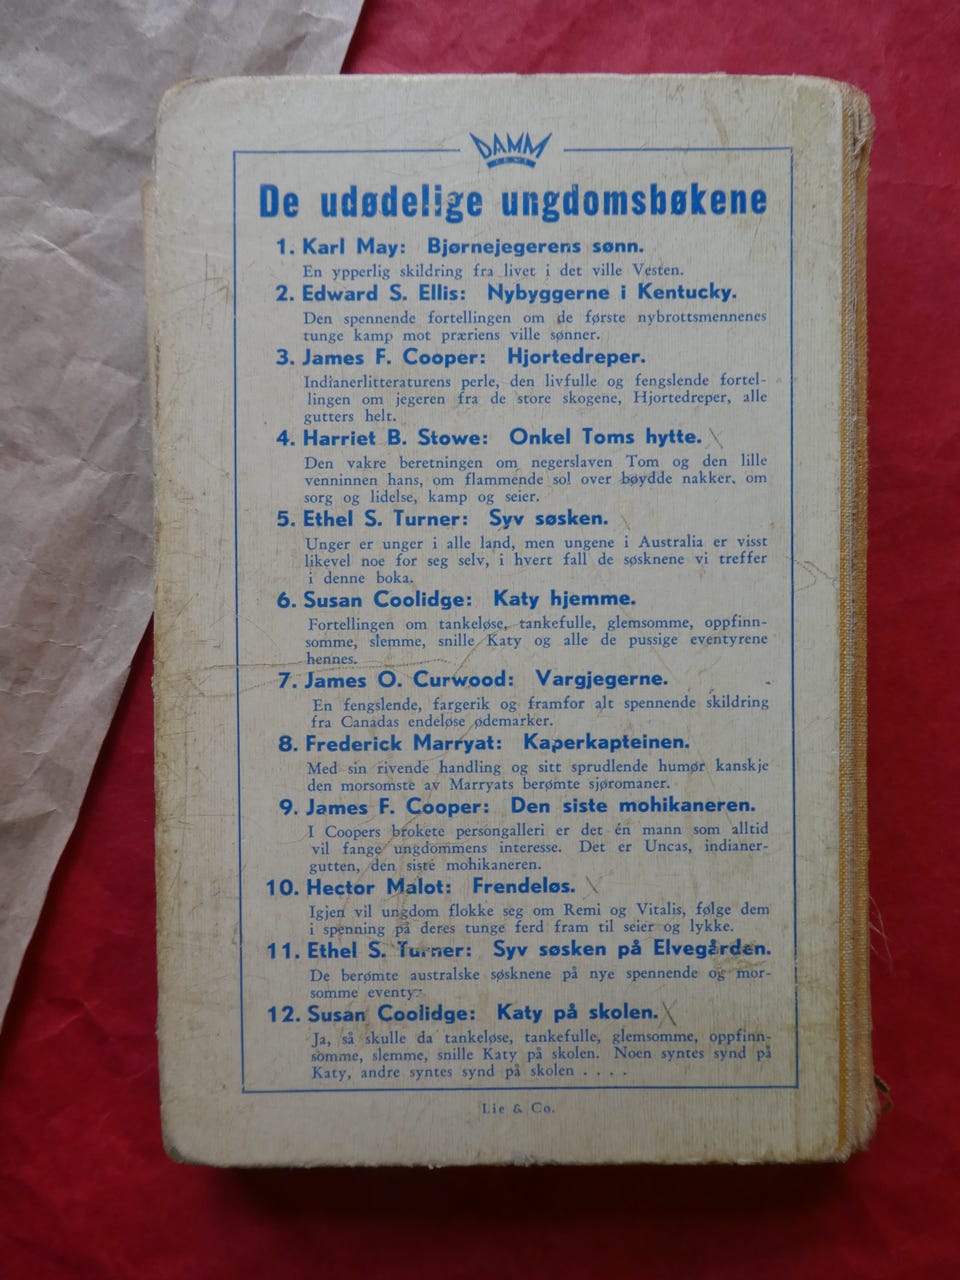 DAMM
De udødelige ungdomsbøkene
1. Karl May: Bjørnejegerens sønn.
En ypperlig skildring fra livet i det ville Vesten.
2. Edward S. Ellis: Nybyggerne i Kentucky.
Den spennende fortellingen om de første nybrottsmennenes
tunge kamp mot præriens ville sønner.
3. James F. Cooper: Hjortedreper.
Indianerlitteraturens perle, den livfulle og fengslende fortel-
lingen om jegeren fra de store skogene, Hjortedreper, alle
gutters helt.
4. Harriet B. Stowe: Onkel Toms hytte.
Den vakre beretningen om negerslaven Tom og den lille
venninnen hans, om flammende sol over bøydde nakker, om
sorg og lidelse, kamp og seier.
5. Ethel S. Turner: Syv søsken.
Unger er unger i alle land, men ungene i Australia er visst
likevel noe for seg selv, i hvert fall de søsknene vi treffer
i denne boka.
6. Susan Coolidge: Katy hjemme.
Fortellingen om tankeløse, tankefulle, glemsomme, oppfinn-
somme, slemme, snille Katy og alle de pussige eventyrene
hennes.
7. James O. Curwood: Vargjegerne.
En fengslende, fargerik og framfor alt spennende skildring
fra Canadas endeløse ødemarker.
8. Frederick Marryat: Kaperkapteinen.
Med sin rivende handling og sitt sprudlende humør kanskje
den morsomste av Marryats berømte sjøromaner.
9. James F. Cooper: Den siste mohikaneren.
I Coopers brokete persongalleri er det én mann som alltid
vil fange ungdommens interesse. Det er Uncas, indianer-
gutten, den siste mohikaneren.
10. Hector Malot: Frendeløs.
Igjen vil ungdom flokke seg om Remi og Vitalis, følge dem
i spenning på deres tunge ferd fram til seier og lykke.
11. Ethel S. Turner: Syv søsken på Elvegården.
De berømte australske søsknene på nye spennende og mor-
somme eventyr
12. Susan Coolidge: Katy på skolen.
Ja, så skulle da tankeløse, tankefulle, glemsomme, oppfinn-
somme, slemme, snille Katy på skolen. Noen syntes synd på
Katy, andre syntes synd på skolen . . . .
Lie & Co.